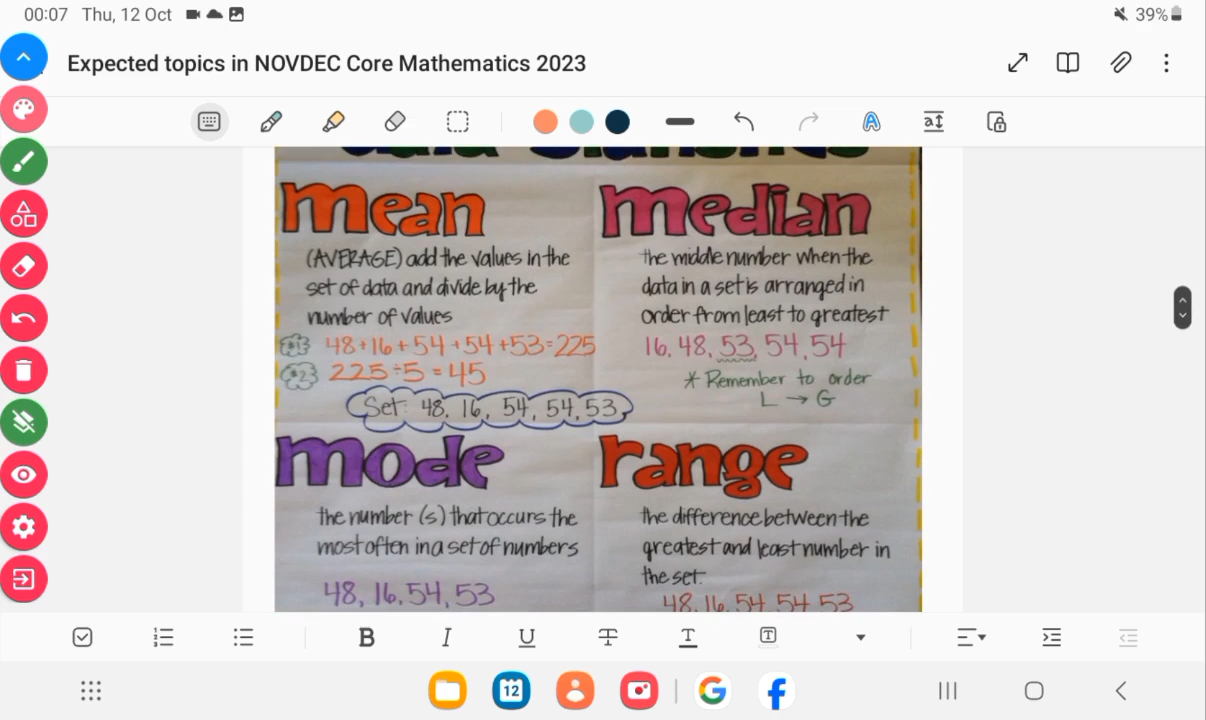 00:07 Thu, 12 Oct 39%
Expected topics in NOVDEC Core Mathematics 2023
mean
(AVERAGE) add the values in the
set of data and divide by the
number of values
#1 48+16+54+54+53=225
#2 225÷5=45
Set: 48, 16, 54, 54, 53
median
the middle number when the
data in a set is arranged in
order from least to greatest
16, 48, 53, 54, 54
* Remember to order
L → G
mode
the number (s) that occurs the
most often in a set of numbers
48, 16, 54, 53
range
the difference between the
greatest and least number in
the set.
48, 16, 54, 54, 53
B I U T T T
12